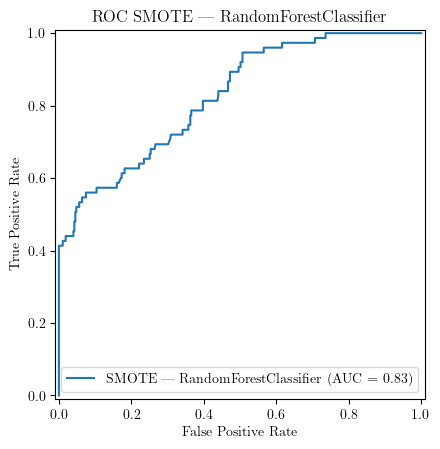 ROC SMOTE — RandomForestClassifier
1.0
0.8
0.6
0.4
0.2
0.0
True Positive Rate
SMOTE — RandomForestClassifier (AUC = 0.83)
0.0 0.2 0.4 0.6 0.8 1.0
False Positive Rate